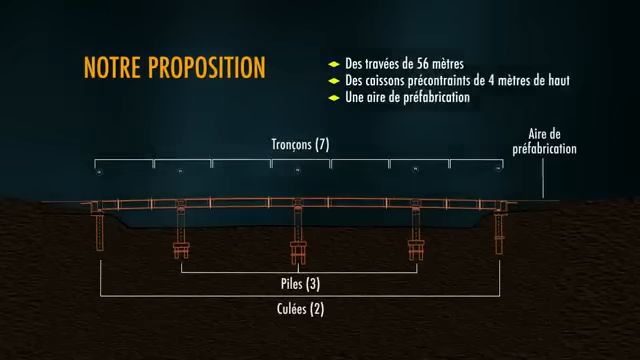 NOTRE PROPOSITION
Des travées de 56 mètres
Des caissons précontraints de 4 mètres de haut
Une aire de préfabrication
Tronçons (7)
Aire de
préfabrication
Piles (3)
Culées (2)